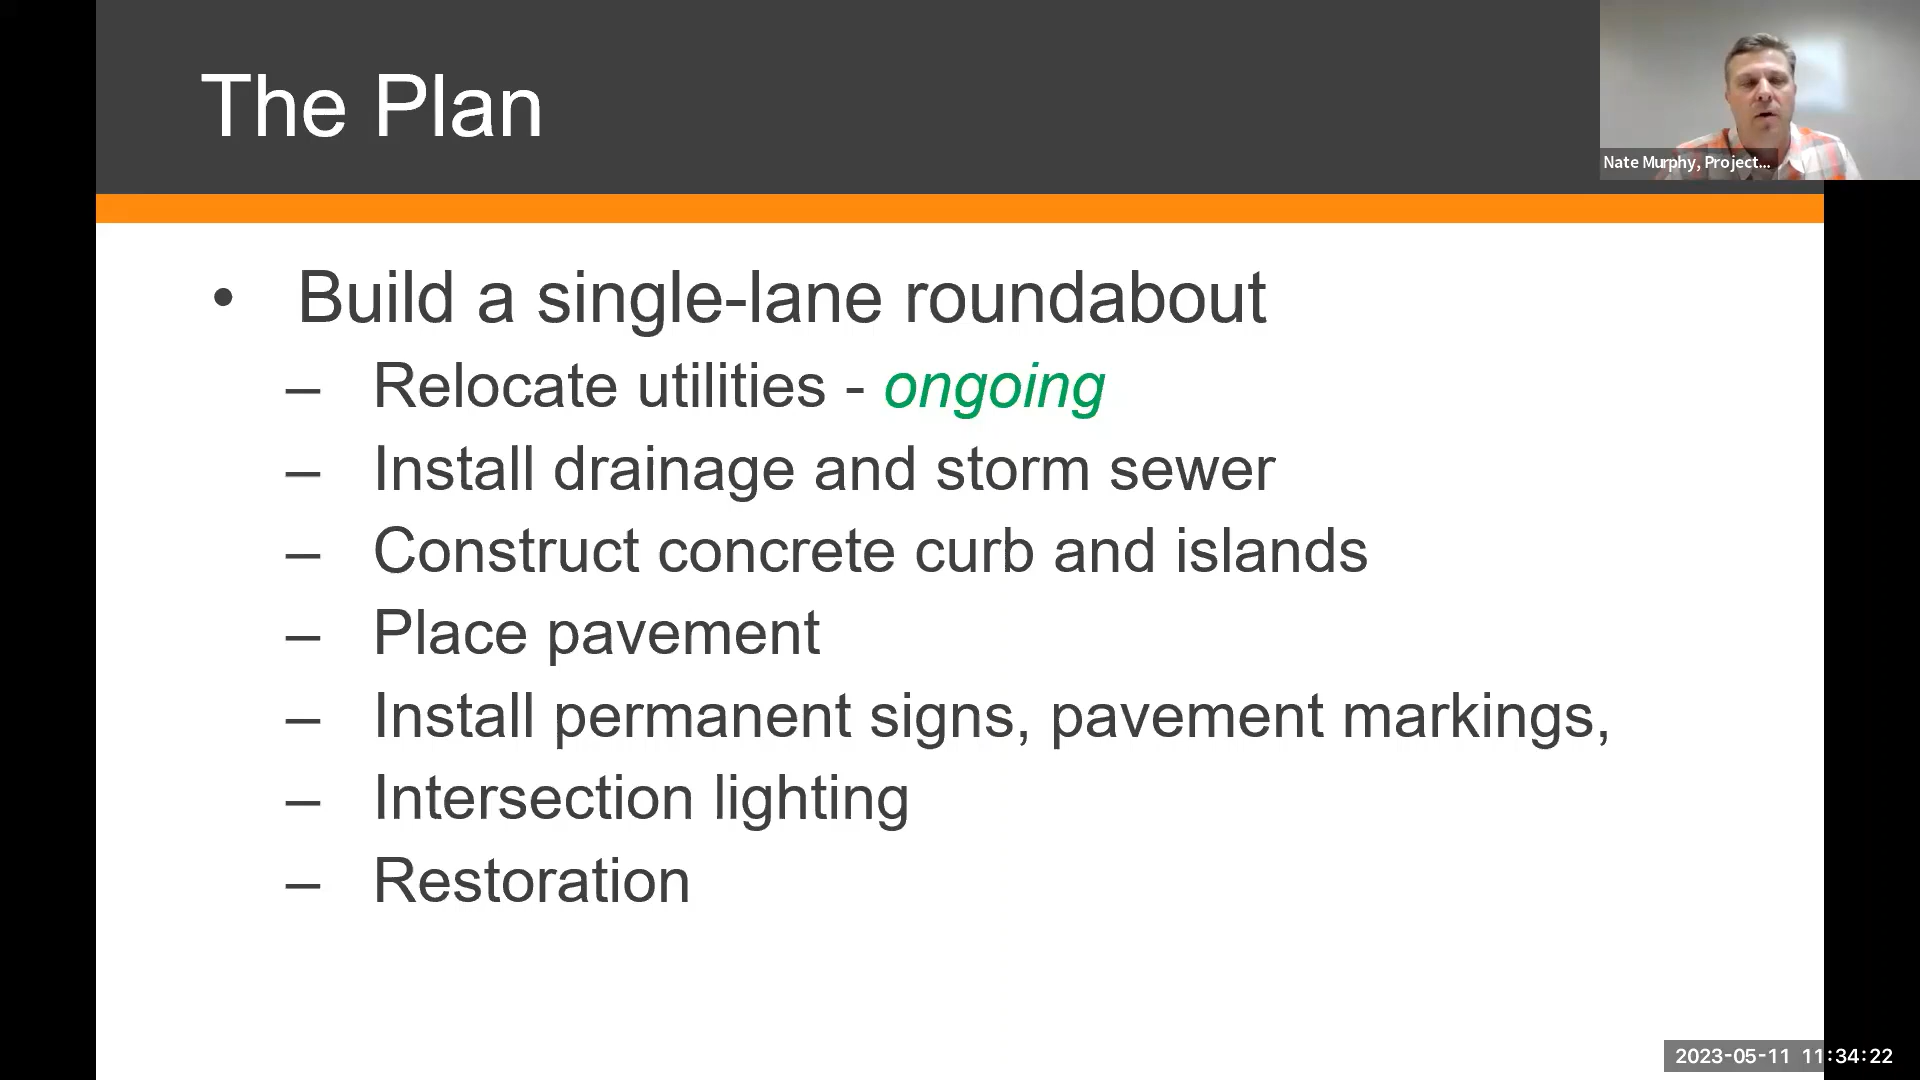 The Plan
Nate Murphy, Project...
• Build a single-lane roundabout
– Relocate utilities - ongoing
– Install drainage and storm sewer
– Construct concrete curb and islands
– Place pavement
– Install permanent signs, pavement markings,
– Intersection lighting
– Restoration
2023-05-11 11:34:22